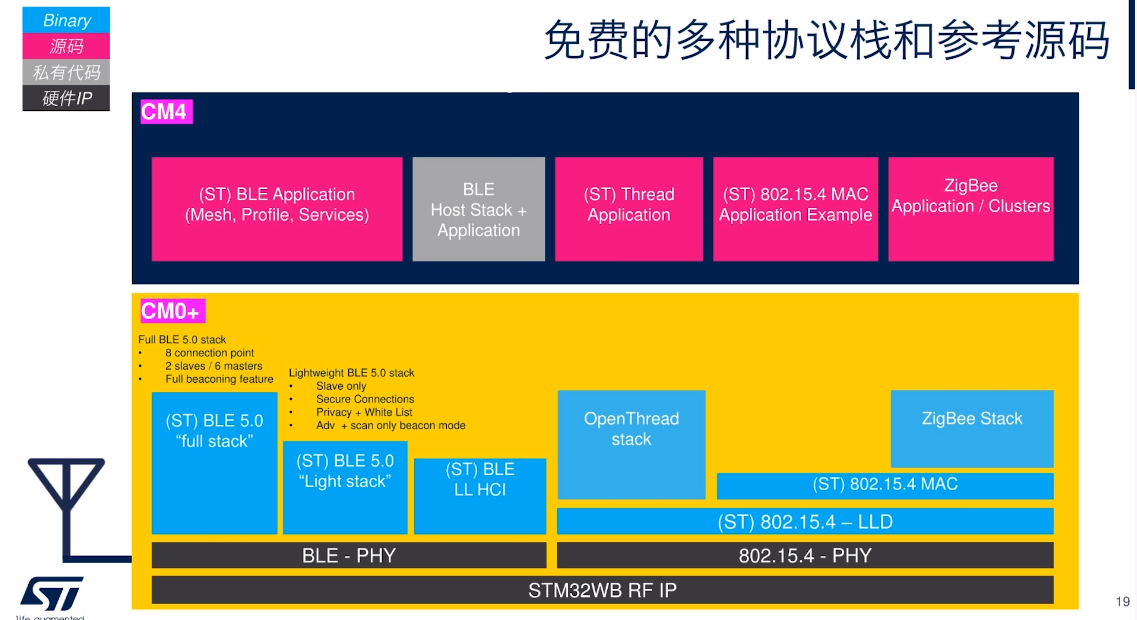 Binary
源码
私有代码
硬件IP
免费的多种协议栈和参考源码
CM4
(ST) BLE Application
(Mesh, Profile, Services)
BLE
Host Stack +
Application
(ST) Thread
Application
(ST) 802.15.4 MAC
Application Example
ZigBee
Application / Clusters
CM0+
Full BLE 5.0 stack
• 8 connection point
• 2 slaves / 6 masters
• Full beaconing feature
Lightweight BLE 5.0 stack
• Slave only
• Secure Connections
• Privacy + White List
• Adv + scan only beacon mode
(ST) BLE 5.0
“full stack”
(ST) BLE 5.0
“Light stack”
(ST) BLE
LL HCI
OpenThread
stack
ZigBee Stack
(ST) 802.15.4 MAC
(ST) 802.15.4 – LLD
BLE - PHY
802.15.4 - PHY
STM32WB RF IP
ST
life.augmented
19